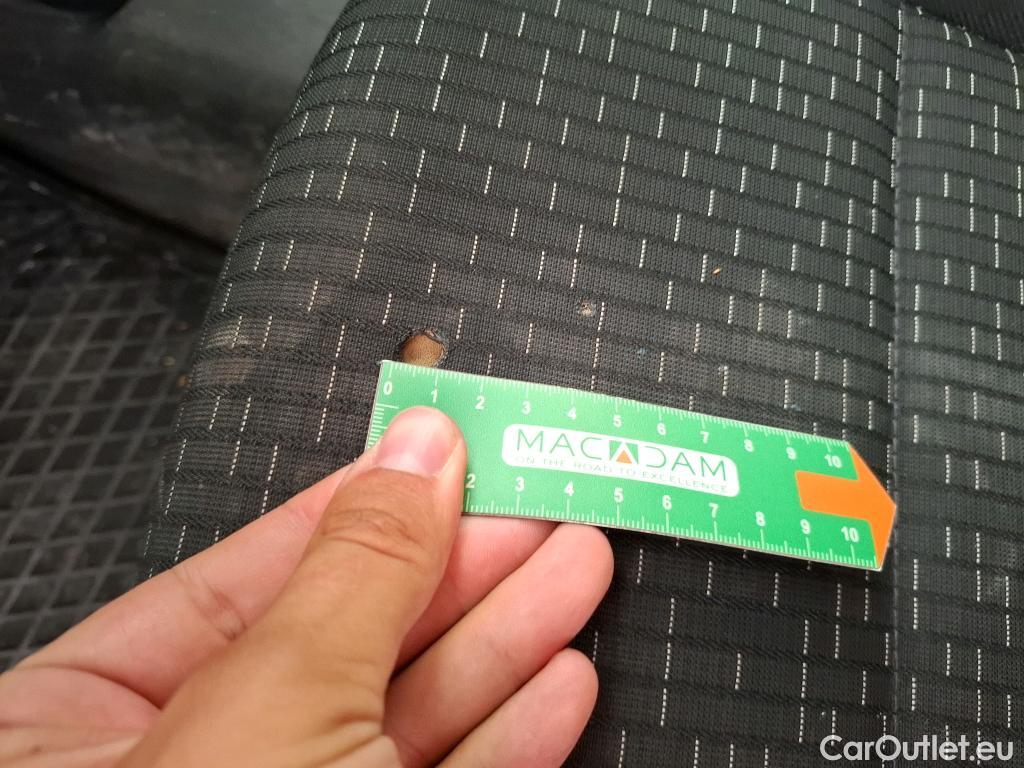 0 1 2 3 4 5 6 7 8 9 10
MACADAM
ON THE ROAD TO EXCELLENCE
2 3 4 5 6 7 8 9 10
CarOutlet.eu